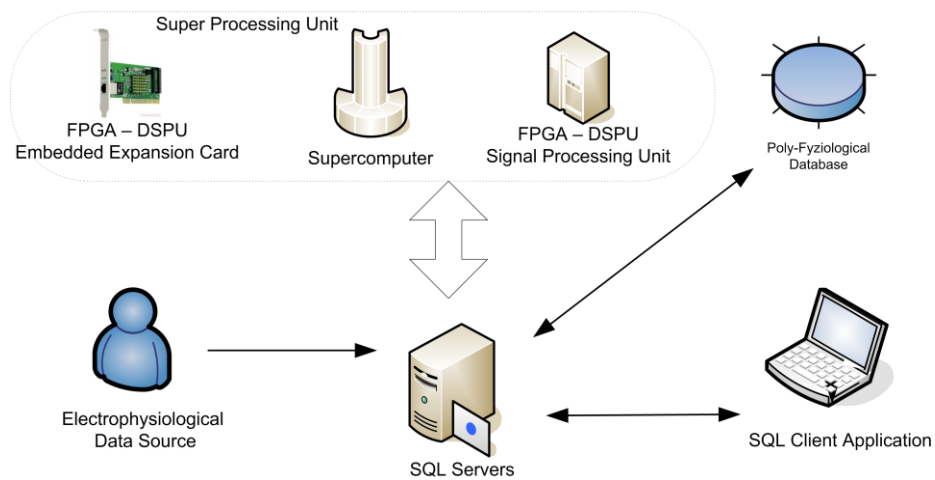 Super Processing Unit
FPGA – DSPU
Embedded Expansion Card
Supercomputer
FPGA – DSPU
Signal Processing Unit
Poly-Fyziological
Database
Electrophysiological
Data Source
SQL Servers
SQL Client Application